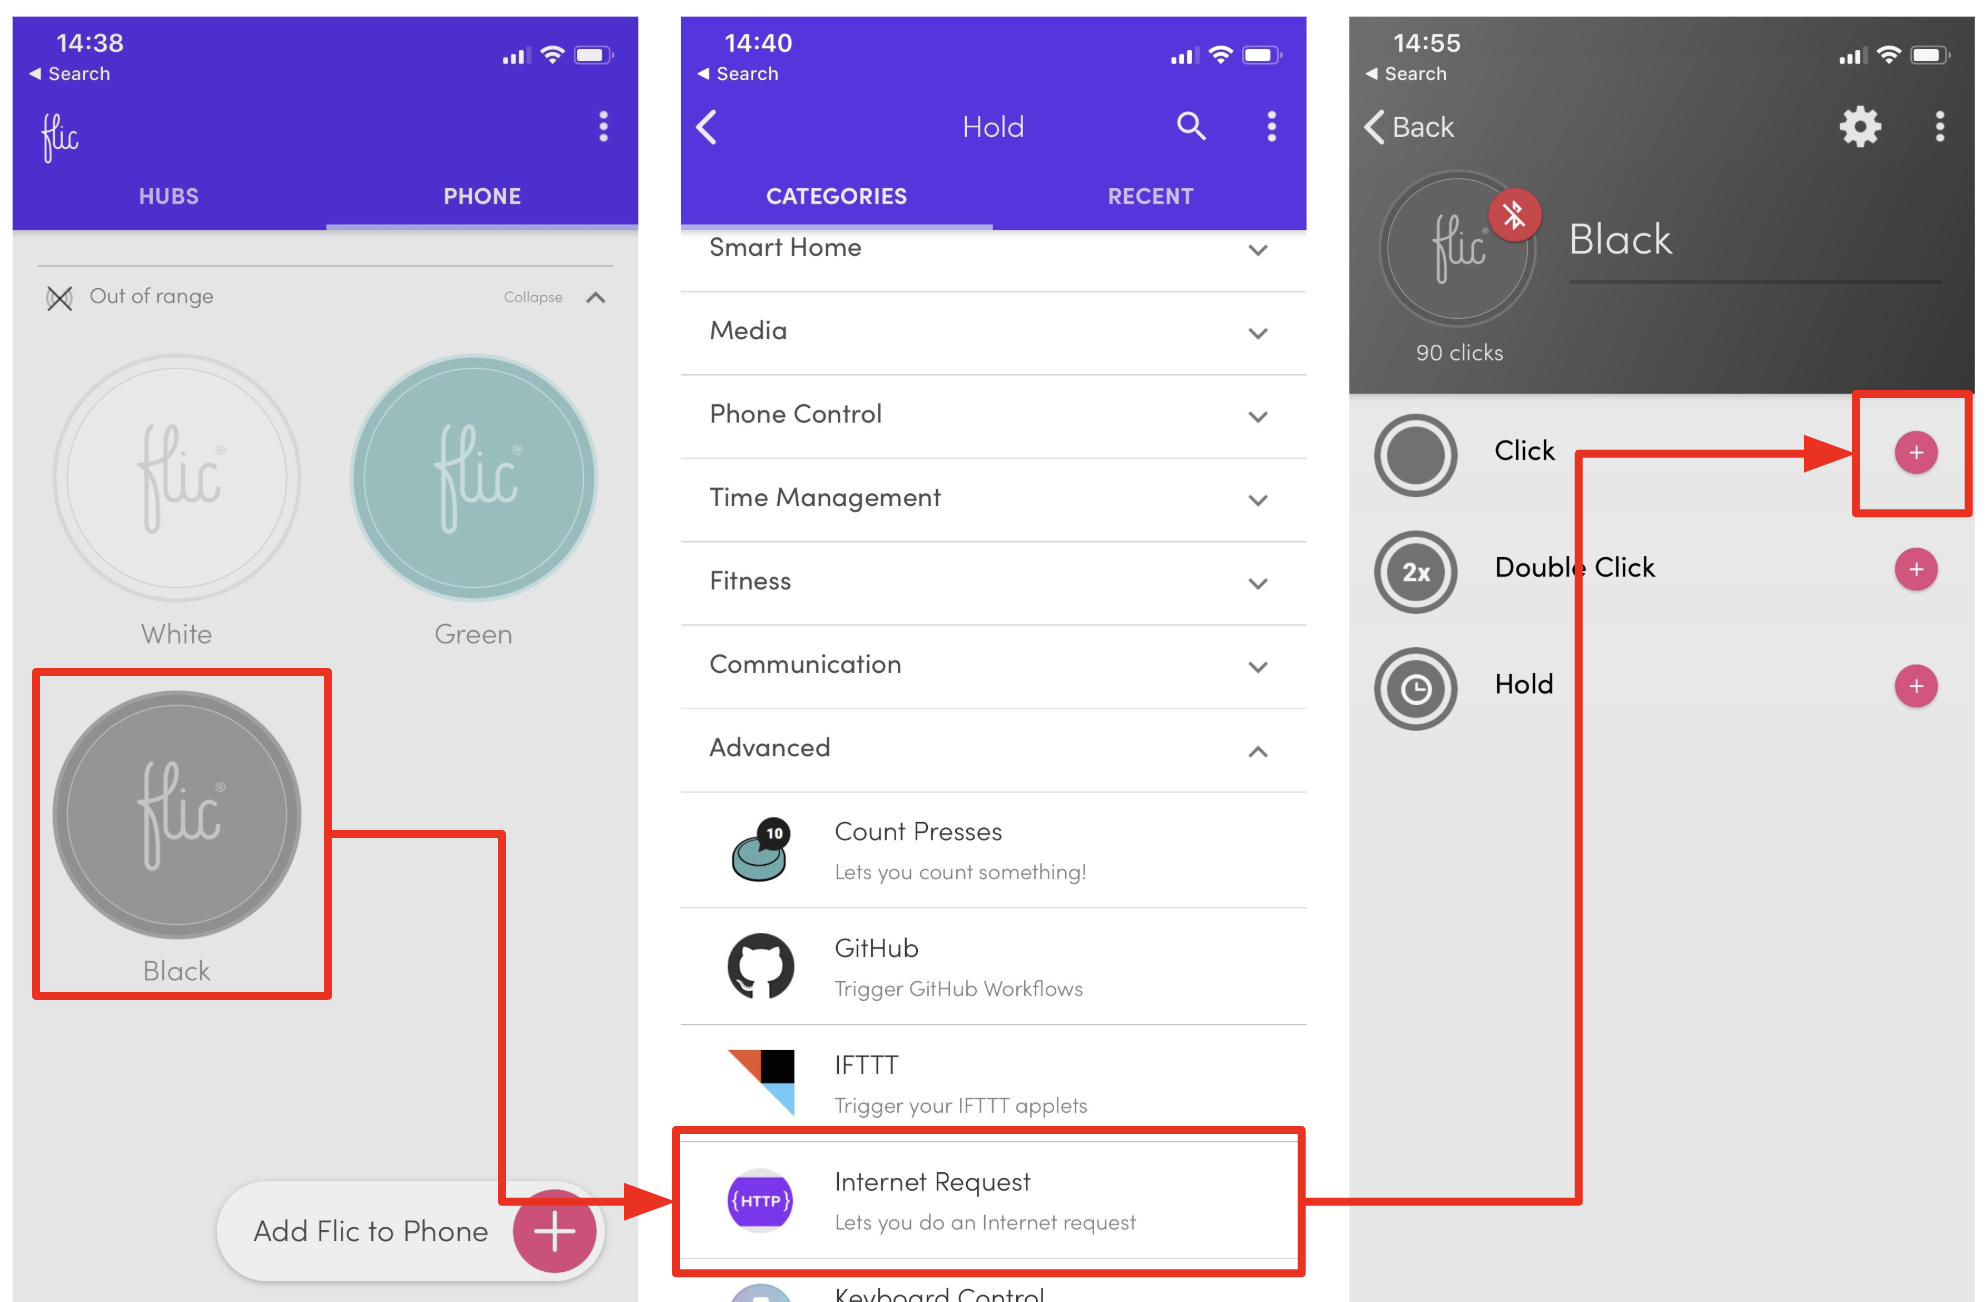 14:38
Search
flic
HUBS
PHONE
Out of range
Collapse
flic®
White
flic®
Green
flic®
Black
Add Flic to Phone
14:40
Search
Hold
CATEGORIES
RECENT
Smart Home
Media
Phone Control
Time Management
Fitness
Communication
Advanced
10
Count Presses
Lets you count something!
GitHub
Trigger GitHub Workflows
IFTTT
Trigger your IFTTT applets
{HTTP}
Internet Request
Lets you do an Internet request
Keyboard Control
14:55
Search
Back
flic®
Black
90 clicks
Click
2x
Double Click
Hold